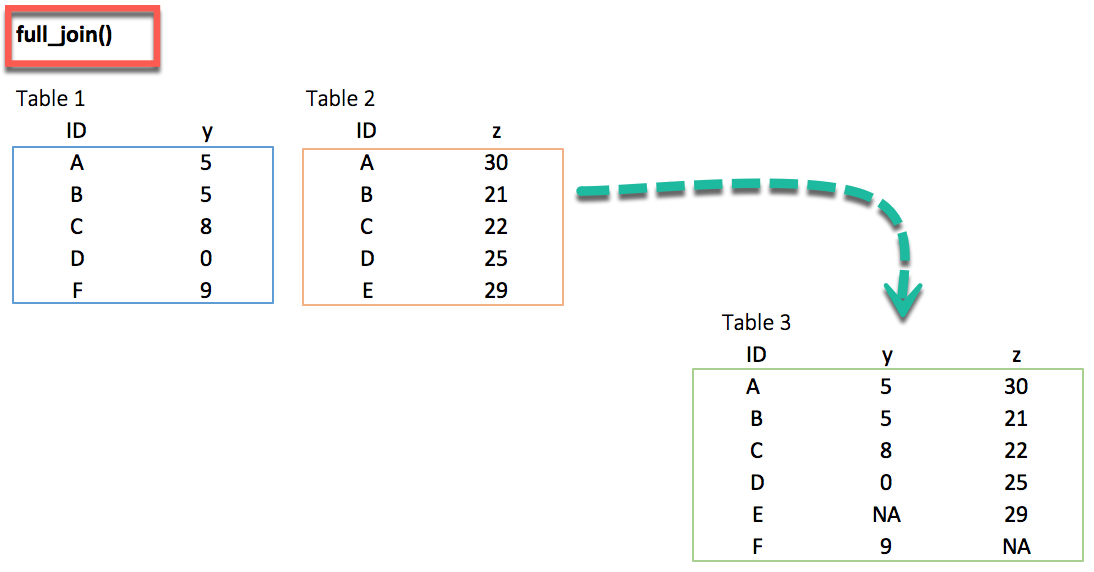 full_join()
Table 1 Table 2
ID y ID z
A 5 A 30
B 5 B 21
C 8 C 22
D 0 D 25
F 9 E 29
Table 3
ID y z
A 5 30
B 5 21
C 8 22
D 0 25
E NA 29
F 9 NA